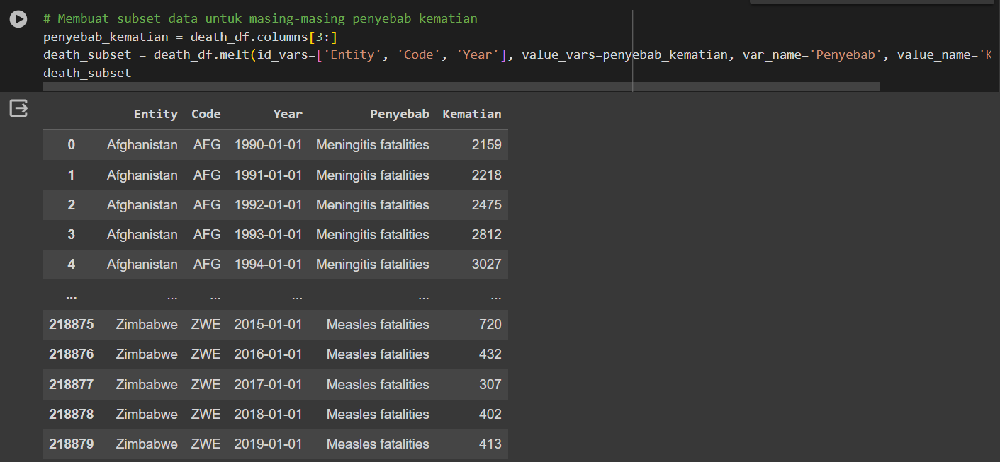 # Membuat subset data untuk masing-masing penyebab kematian
penyebab_kematian = death_df.columns[3:]
death_subset = death_df.melt(id_vars=['Entity', 'Code', 'Year'], value_vars=penyebab_kematian, var_name='Penyebab', value_name='K
death_subset
Entity Code Year Penyebab Kematian
0 Afghanistan AFG 1990-01-01 Meningitis fatalities 2159
1 Afghanistan AFG 1991-01-01 Meningitis fatalities 2218
2 Afghanistan AFG 1992-01-01 Meningitis fatalities 2475
3 Afghanistan AFG 1993-01-01 Meningitis fatalities 2812
4 Afghanistan AFG 1994-01-01 Meningitis fatalities 3027
... ... ... ... ... ...
218875 Zimbabwe ZWE 2015-01-01 Measles fatalities 720
218876 Zimbabwe ZWE 2016-01-01 Measles fatalities 432
218877 Zimbabwe ZWE 2017-01-01 Measles fatalities 307
218878 Zimbabwe ZWE 2018-01-01 Measles fatalities 402
218879 Zimbabwe ZWE 2019-01-01 Measles fatalities 413